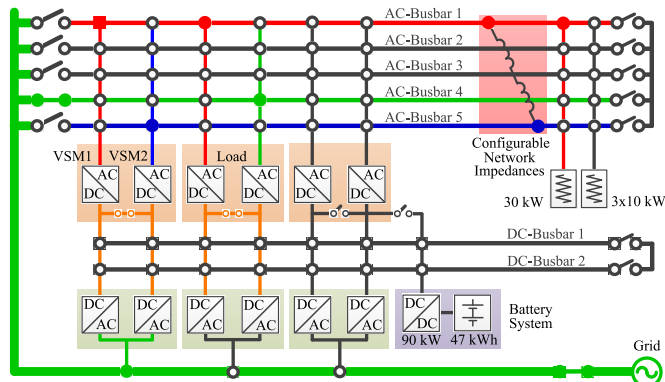 AC-Busbar 1
AC-Busbar 2
AC-Busbar 3
AC-Busbar 4
AC-Busbar 5
VSM1 VSM2 Load
Configurable
Network
Impedances
AC AC AC AC AC AC
DC DC DC DC DC DC
30 kW 3x10 kW
DC-Busbar 1
DC-Busbar 2
DC DC DC DC DC DC
AC AC AC AC AC AC
DC
DC
90 kW 47 kWh
Battery
System
Grid